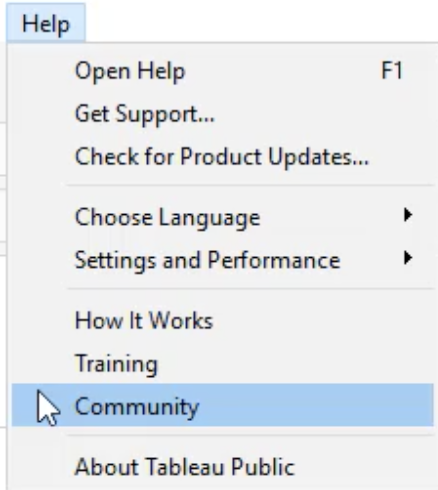 Help
Open Help F1
Get Support...
Check for Product Updates...
Choose Language
Settings and Performance
How It Works
Training
Community
About Tableau Public